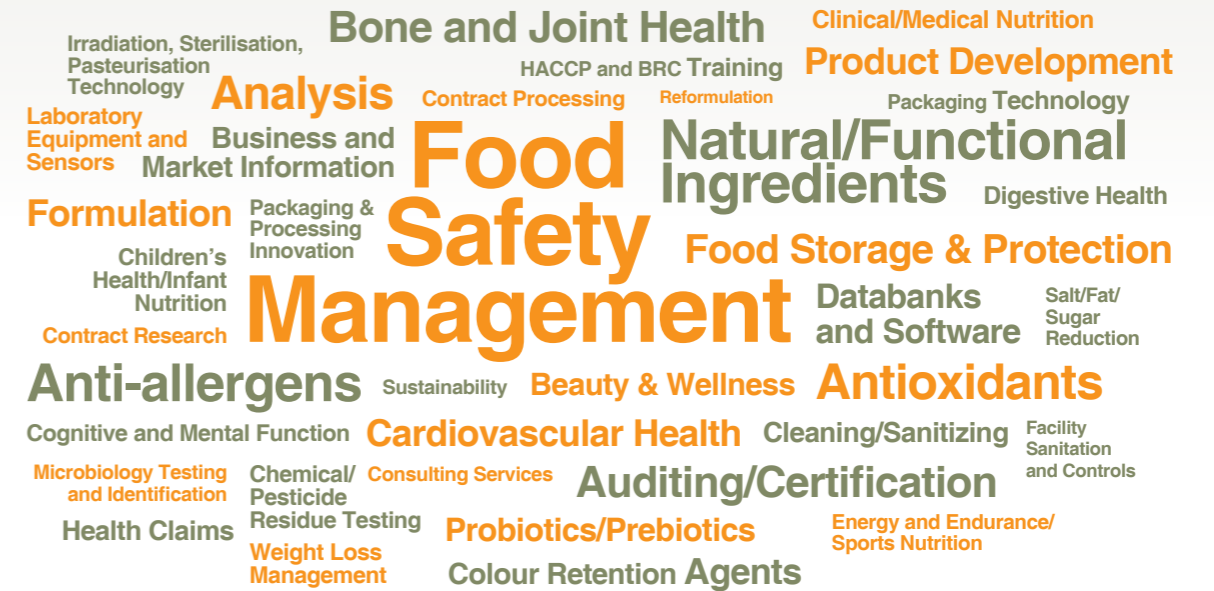 Bone and Joint Health
Clinical/Medical Nutrition
Irradiation, Sterilisation,
Pasteurisation
Technology
HACCP and BRC Training
Product Development
Analysis
Contract Processing
Reformulation
Packaging Technology
Laboratory
Equipment and
Sensors
Business and
Market Information
Food
Safety
Management
Natural/Functional
Ingredients
Digestive Health
Formulation
Packaging &
Processing
Innovation
Food Storage & Protection
Children's
Health/Infant
Nutrition
Databanks
and Software
Salt/Fat/
Sugar
Reduction
Contract Research
Anti-allergens
Sustainability
Beauty & Wellness
Antioxidants
Cognitive and Mental Function
Cardiovascular Health
Cleaning/Sanitizing
Facility
Sanitation
and Controls
Microbiology Testing
and Identification
Chemical/
Pesticide
Residue Testing
Consulting Services
Auditing/Certification
Health Claims
Probiotics/Prebiotics
Energy and Endurance/
Sports Nutrition
Weight Loss
Management
Colour Retention Agents